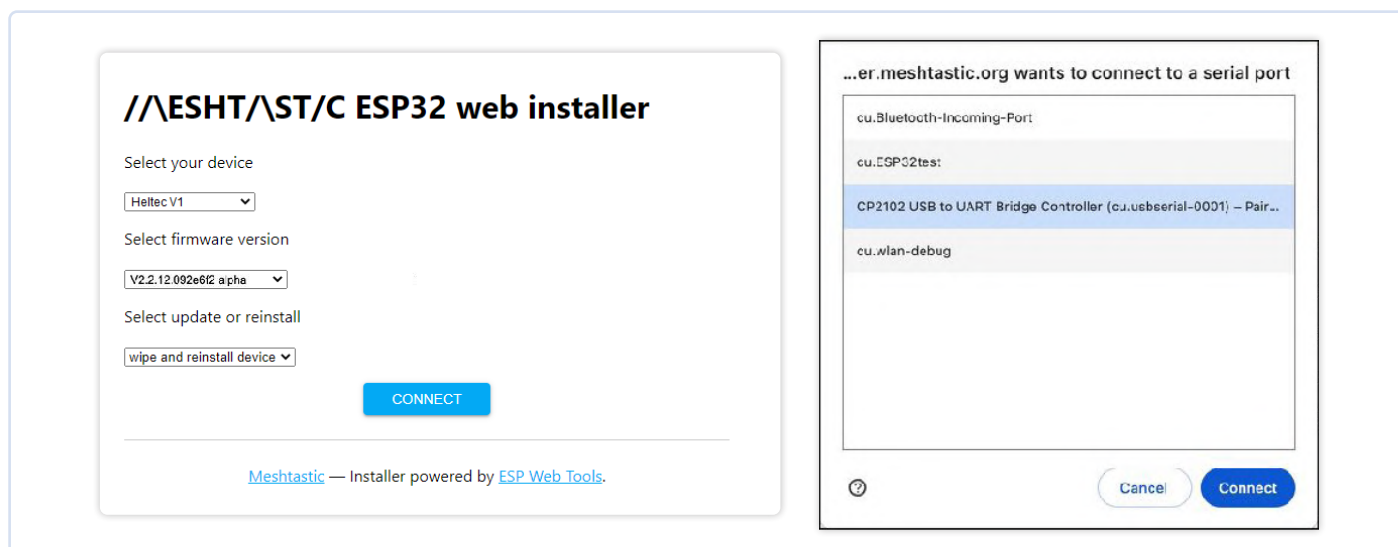 //\ESHT/\ST/C ESP32 web installer
Select your device
Heltec V1
Select firmware version
V2.2.12.092e6f2 alpha
Select update or reinstall
wipe and reinstall device
CONNECT
Meshtastic — Installer powered by ESP Web Tools.
...er.meshtastic.org wants to connect to a serial port
cu.Bluetooth-Incoming-Port
cu.ESP32test
CP2102 USB to UART Bridge Controller (cu.usbserial-0001) – Pair...
cu.wlan-debug
Cancel
Connect